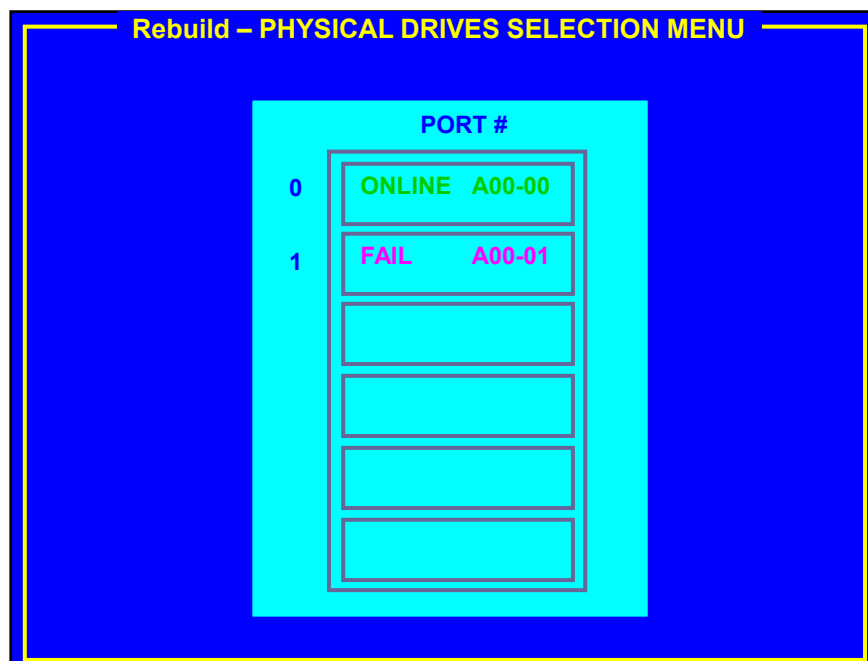 Rebuild – PHYSICAL DRIVES SELECTION MENU
PORT #
0 ONLINE A00-00
1 FAIL A00-01